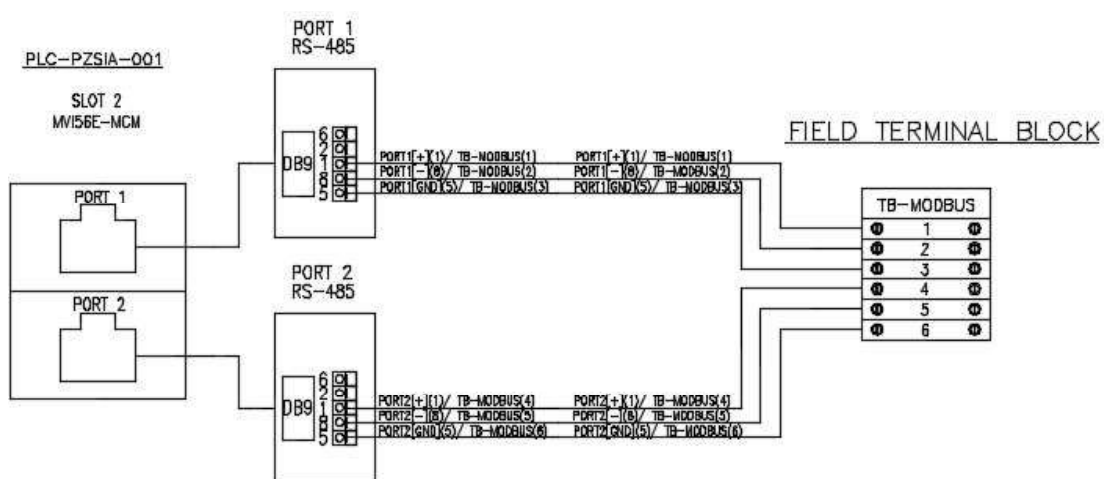 PLC-PZSIA-001
SLOT 2
MVI56E-MCM
PORT 1
PORT 2
PORT 1
RS-485
DB9
6
2
1
8
5
PORT1[+](1)/ TB-MODBUS(1) PORT1[+](1)/ TB-MODBUS(1)
PORT1[-](8)/ TB-MODBUS(2) PORT1[-](8)/ TB-MODBUS(2)
PORT1[GND](5)/ TB-MODBUS(3) PORT1[GND](5)/ TB-MODBUS(3)
PORT 2
RS-485
DB9
6
2
1
8
5
PORT2[+](1)/ TB-MODBUS(4) PORT2[+](1)/ TB-MODBUS(4)
PORT2[-](8)/ TB-MODBUS(5) PORT2[-](8)/ TB-MODBUS(5)
PORT2[GND](5)/ TB-MODBUS(6) PORT2[GND](5)/ TB-MODBUS(6)
FIELD TERMINAL BLOCK
TB-MODBUS
1
2
3
4
5
6